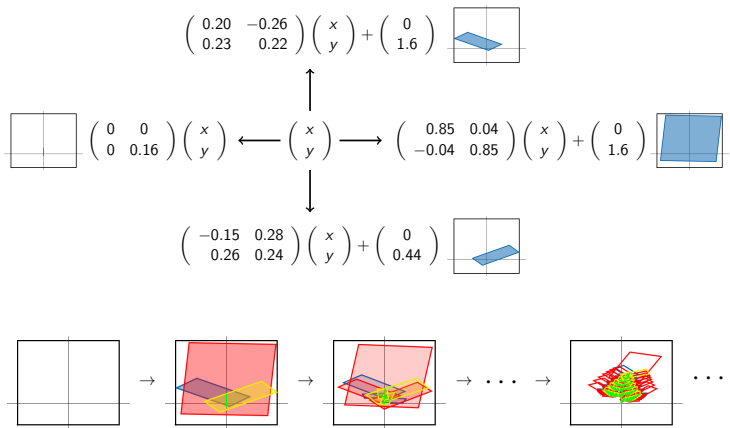 ( 0.20 −0.26 ) ( x ) + ( 0 )
( 0.23 0.22 ) ( y ) + ( 1.6 )
( 0 0 ) ( x ) ← ( x ) → ( 0.85 0.04 ) ( x ) + ( 0 )
( 0 0.16 ) ( y ) ( y ) ( −0.04 0.85 ) ( y ) + ( 1.6 )
( −0.15 0.28 ) ( x ) + ( 0 )
( 0.26 0.24 ) ( y ) + ( 0.44 )
→ → → ··· → ···